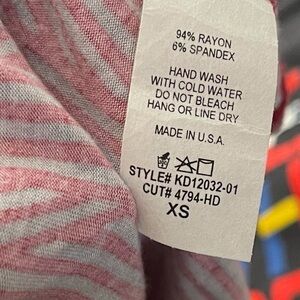 94% RAYON
6% SPANDEX
HAND WASH
WITH COLD WATER
DO NOT BLEACH
HANG OR LINE DRY
MADE IN U.S.A.
STYLE# KD12032-01
CUT# 4794-HD
XS